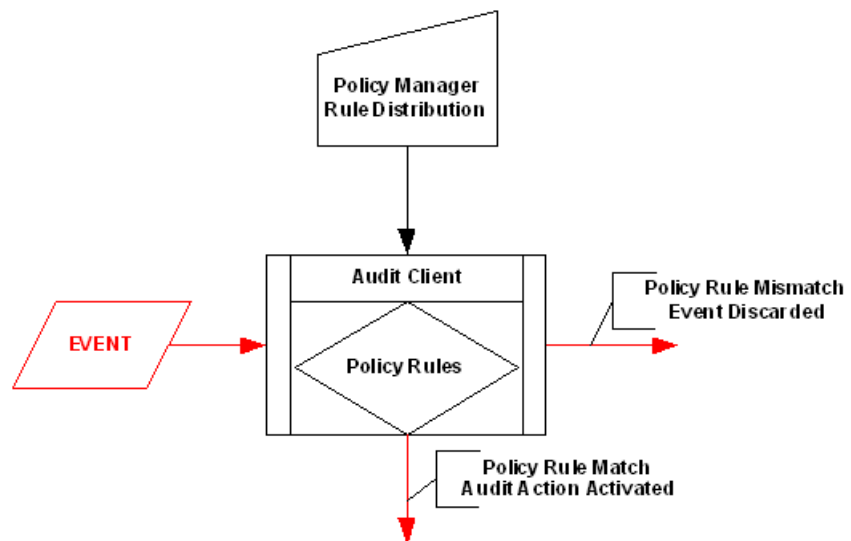 Policy Manager
Rule Distribution
Audit Client
Policy Rule Mismatch
Event Discarded
EVENT
Policy Rules
Policy Rule Match
Audit Action Activated